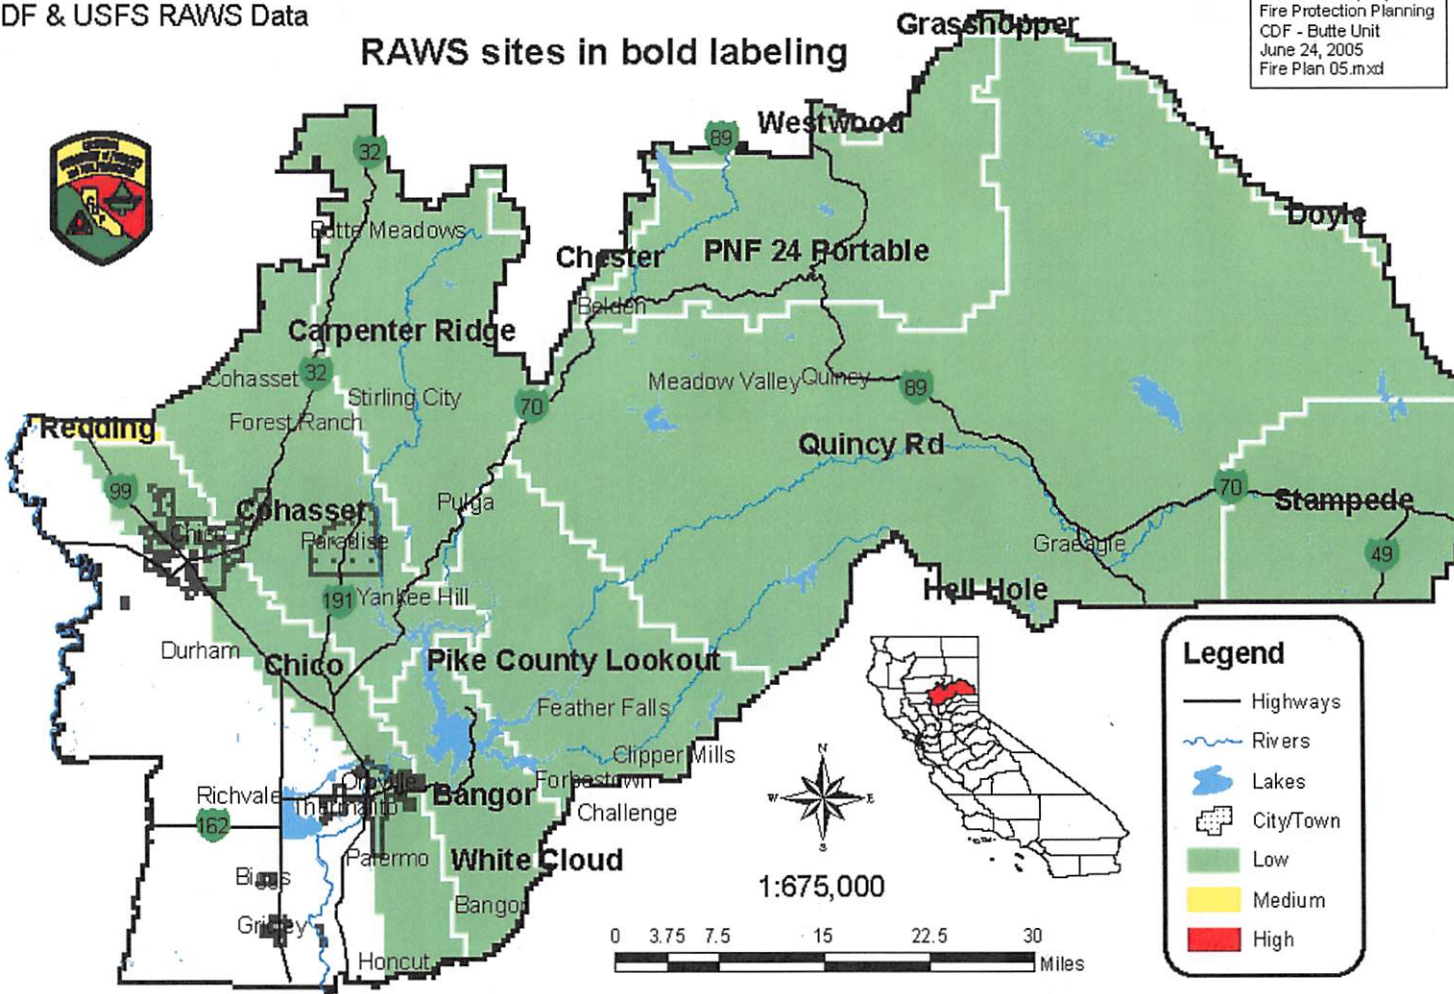 DF & USFS RAWS Data
RAWS sites in bold labeling
Fire Protection Planning
CDF - Butte Unit
June 24, 2005
Fire Plan 05.mxd
Grasshopper
Westwood
89
32
Doyle
Butte Meadows
Chester
PNF 24 Portable
Belden
Carpenter Ridge
Cohasset
32
Stirling City
Meadow Valley
Quincy
89
70
Forest Ranch
Redding
Quincy Rd
99
Pulga
70
Stampede
Cohasset
Chico
Paradise
Graeagle
49
191
Yankee Hill
Hell Hole
Durham
Chico
Pike County Lookout
Feather Falls
Clipper Mills
Forbestown
Oroville
Richvale
Thermalito
Bangor
Challenge
162
Palermo
White Cloud
Biggs
Bangor
Gridley
Honcut
N
W
E
S
1:675,000
0 3.75 7.5 15 22.5 30
Miles
Legend
Highways
Rivers
Lakes
City/Town
Low
Medium
High